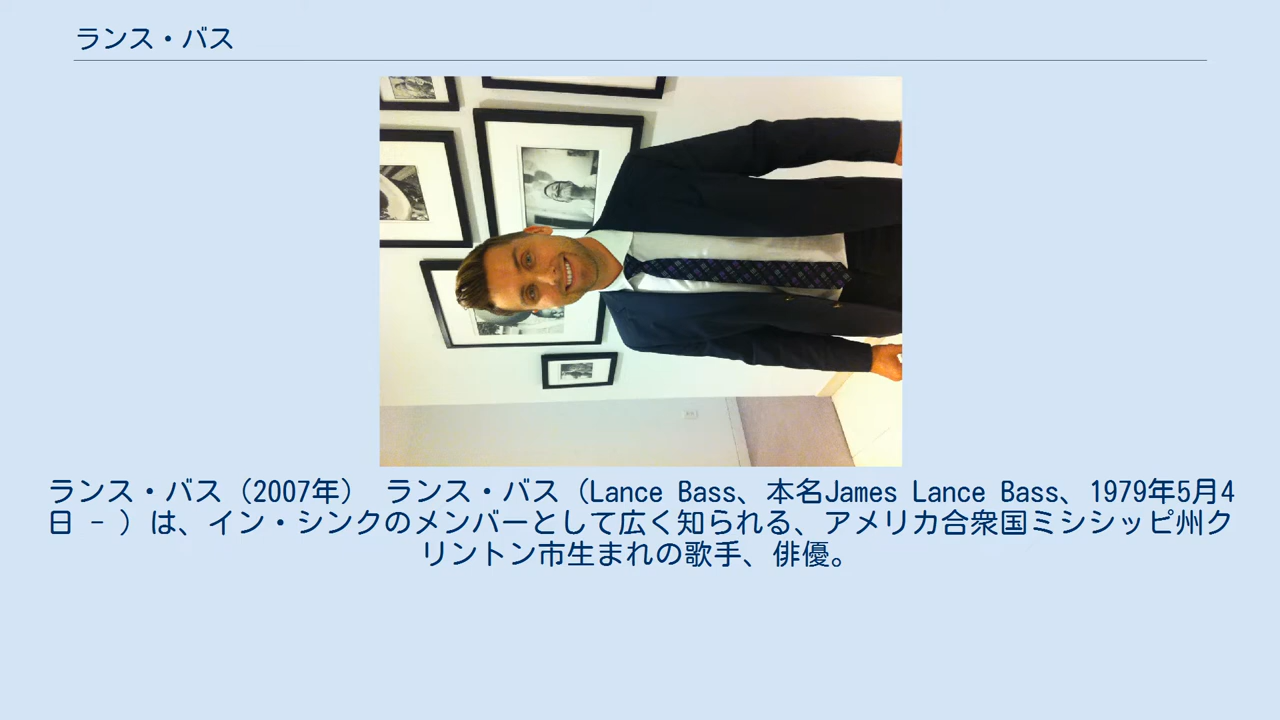 ランス・バス
ランス・バス（2007年） ランス・バス（Lance Bass、本名James Lance Bass、1979年5月4
日 - ）は、イン・シンクのメンバーとして広く知られる、アメリカ合衆国ミシシッピ州ク
リントン市生まれの歌手、俳優。